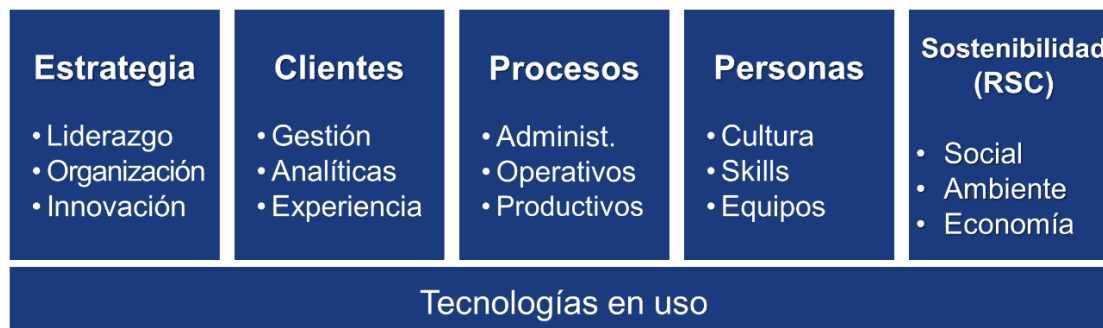 Estrategia
• Liderazgo
• Organización
• Innovación
Clientes
• Gestión
• Analíticas
• Experiencia
Procesos
• Administ.
• Operativos
• Productivos
Personas
• Cultura
• Skills
• Equipos
Sostenibilidad
(RSC)
• Social
• Ambiente
• Economía
Tecnologías en uso